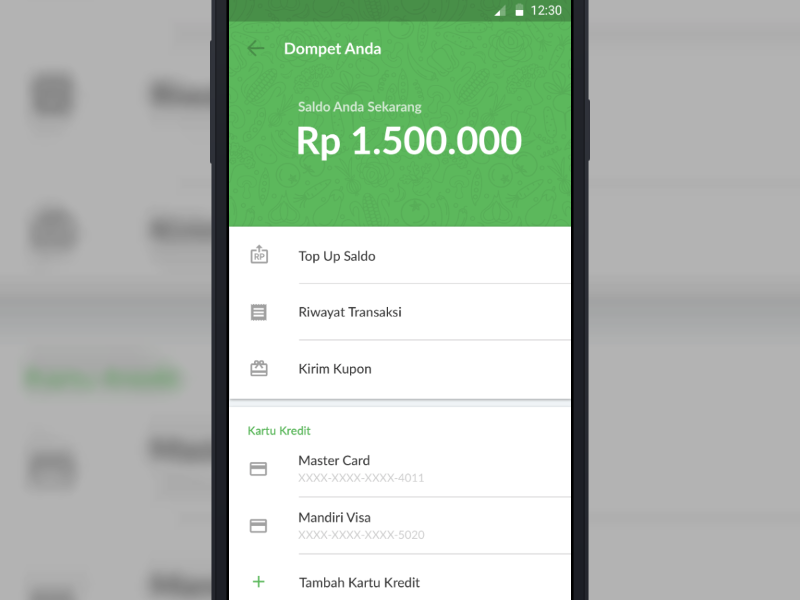 12:30
Dompet Anda
Saldo Anda Sekarang
Rp 1.500.000
RP
Top Up Saldo
Riwayat Transaksi
Kirim Kupon
Kartu Kredit
Master Card
XXXX-XXXX-XXXX-4011
Mandiri Visa
XXXX-XXXX-XXXX-5020
Tambah Kartu Kredit